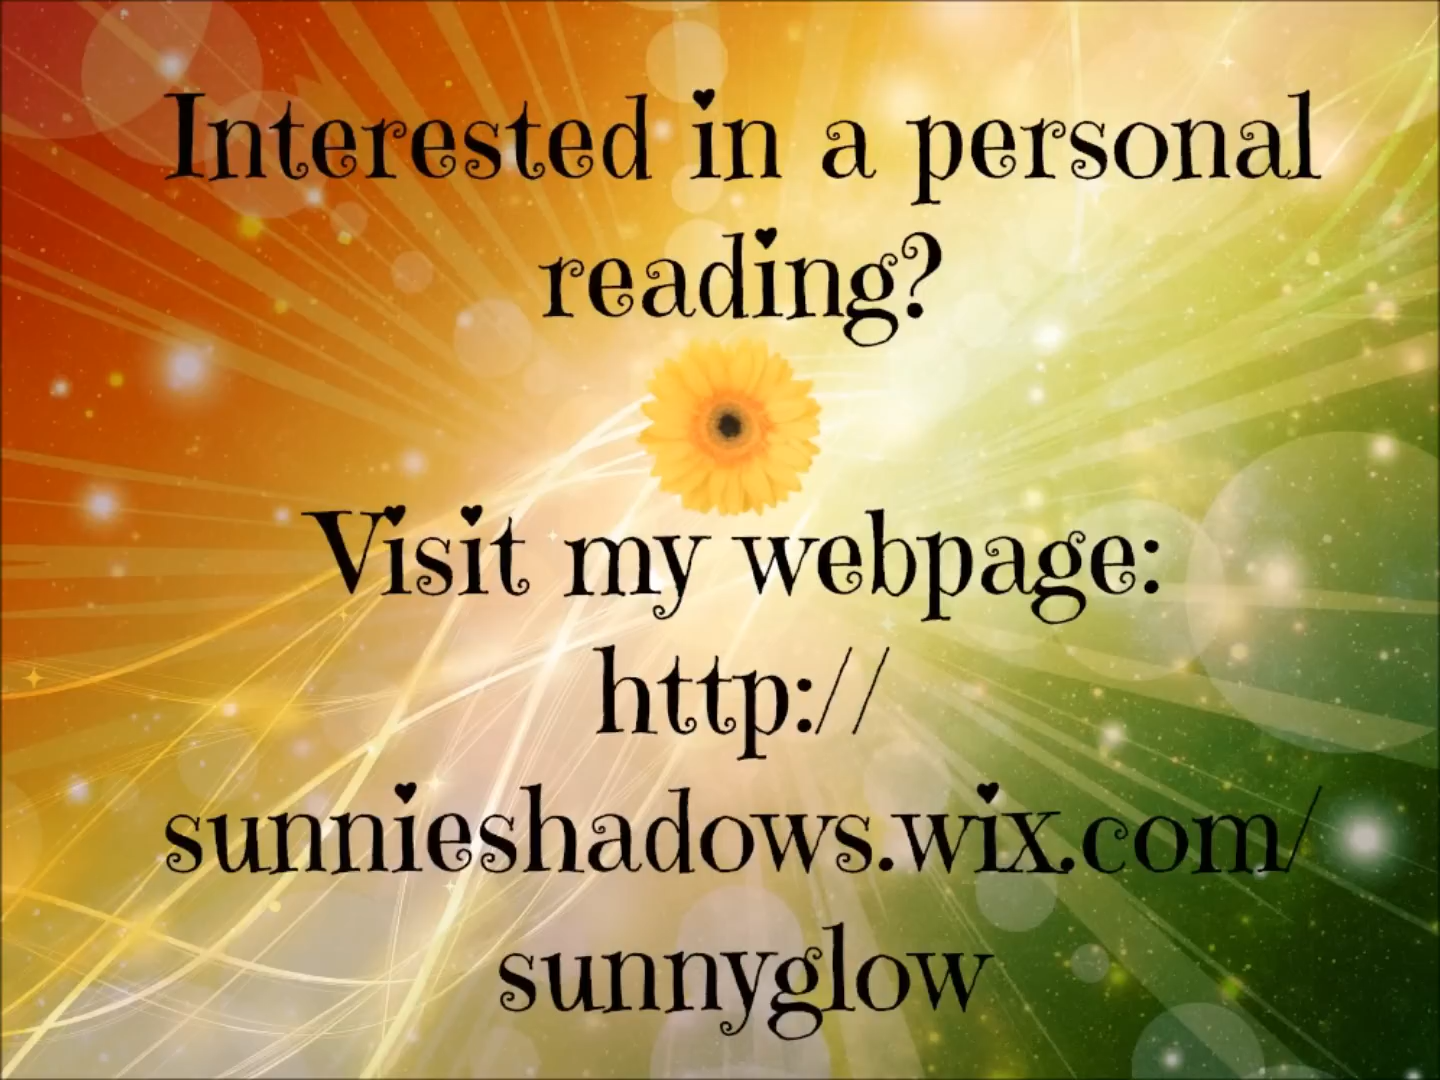 Interested in a personal
reading?
Visit my webpage:
http://
sunnieshadows.wix.com/
sunnyglow